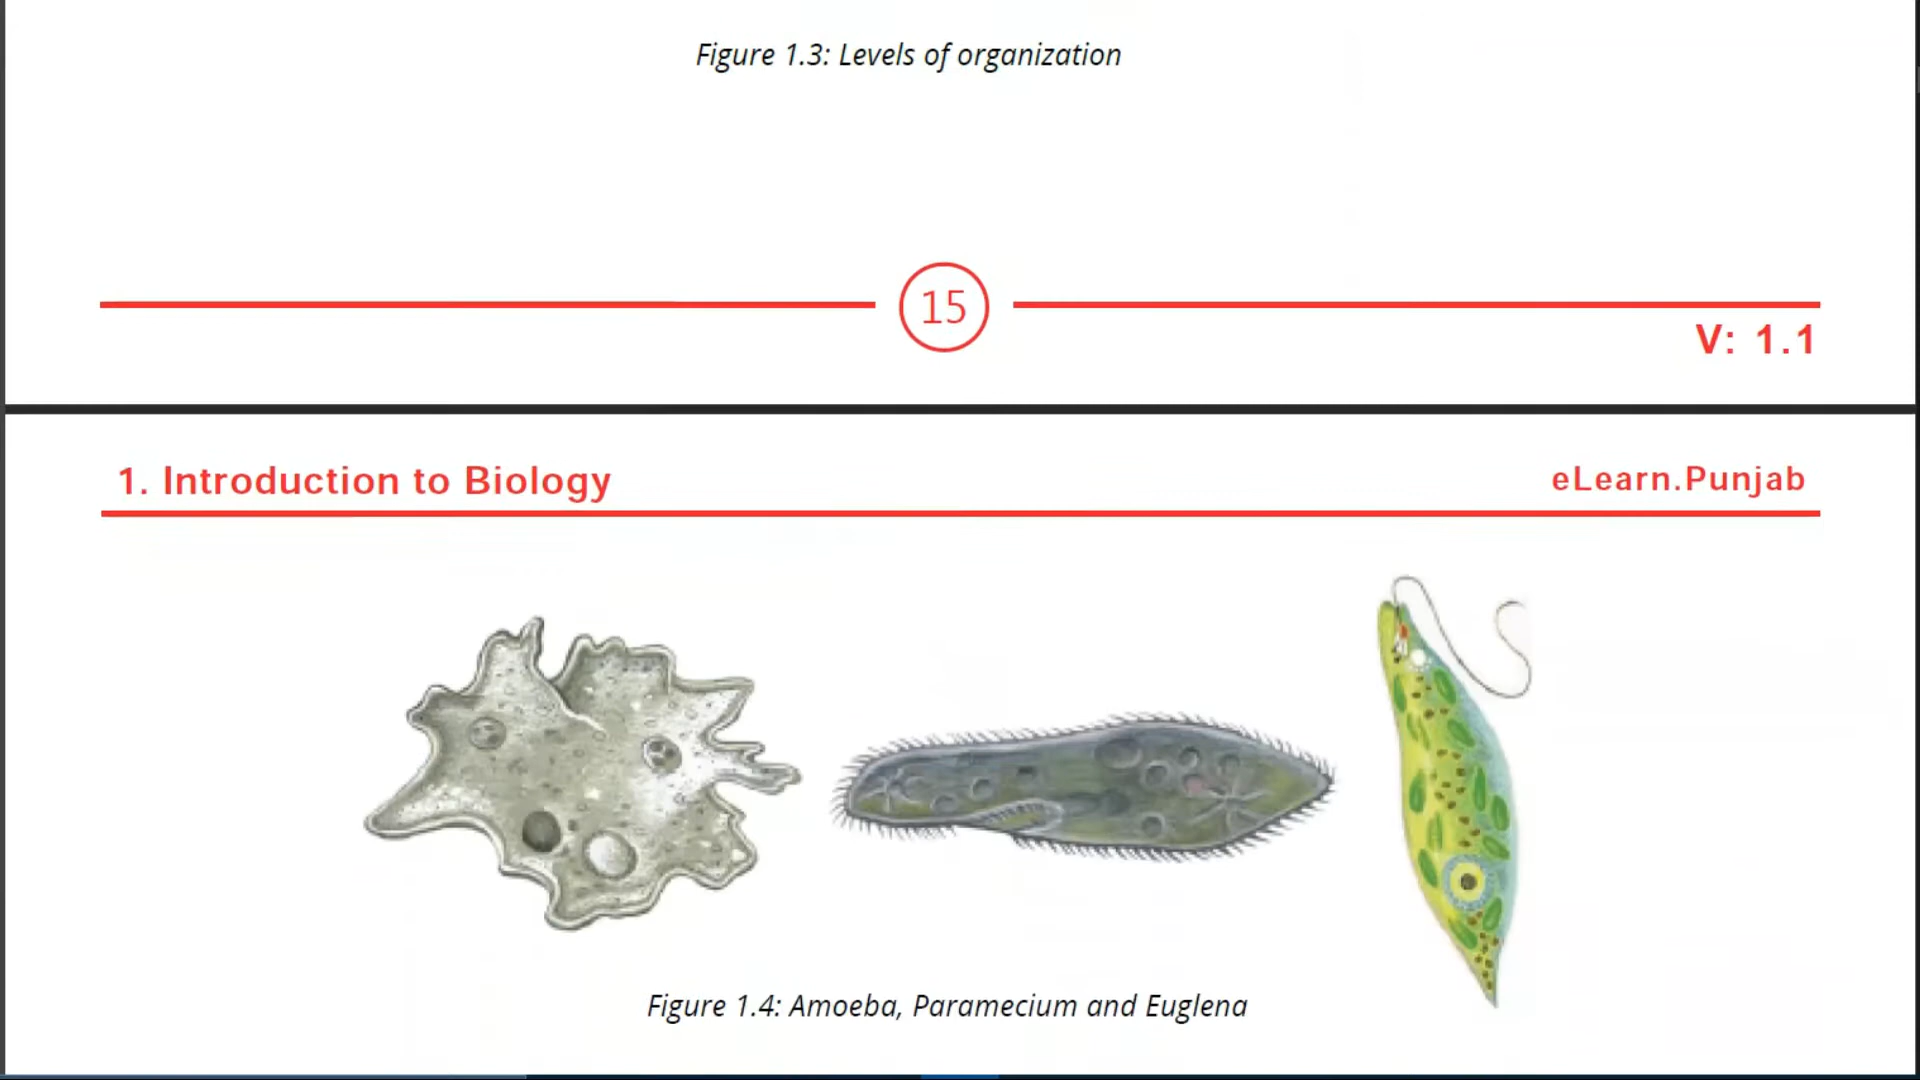 Figure 1.3: Levels of organization
15
V: 1.1
1. Introduction to Biology
eLearn.Punjab
Figure 1.4: Amoeba, Paramecium and Euglena